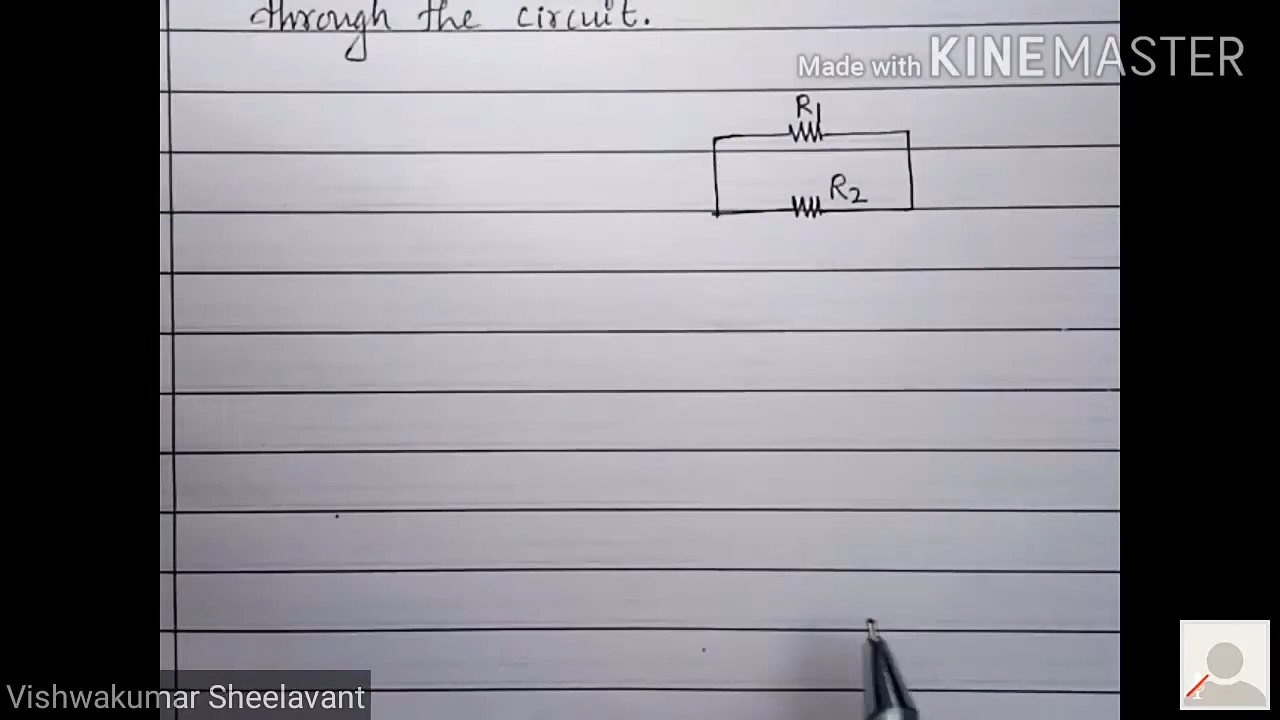 through the circuit.
Made with KINEMASTER
R1
R2
Vishwakumar Sheelavant